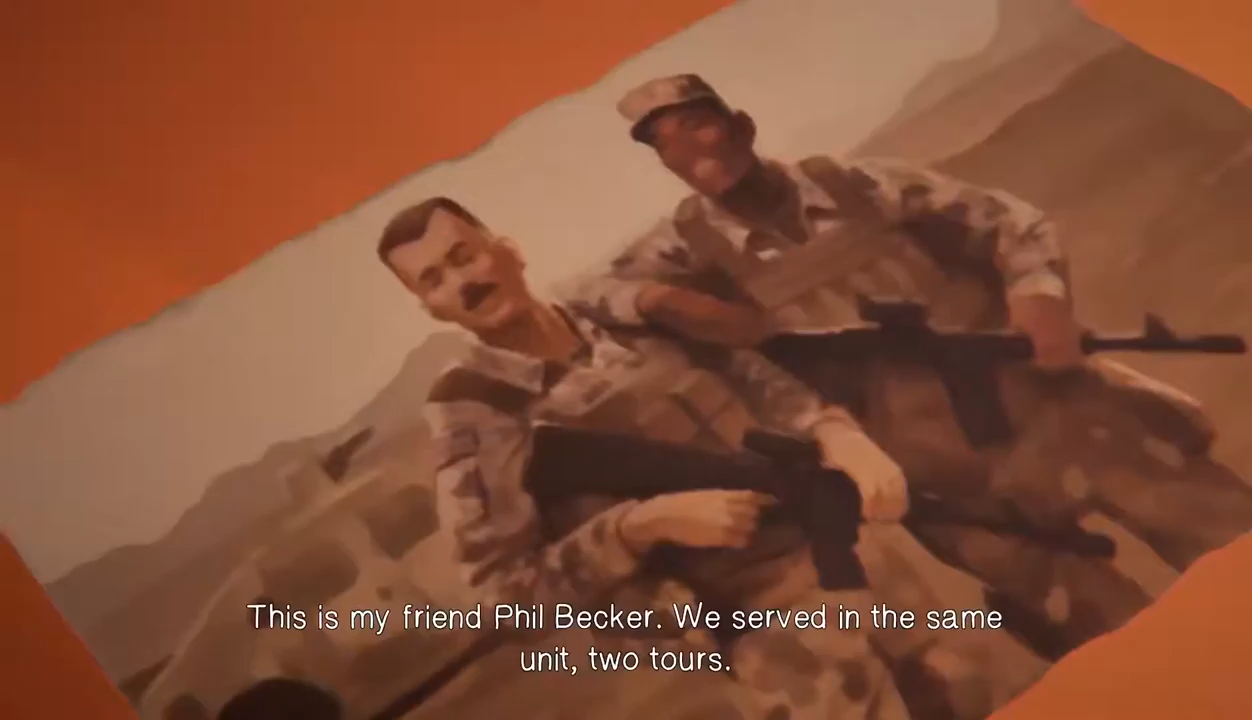 This is my friend Phil Becker. We served in the same
unit, two tours.